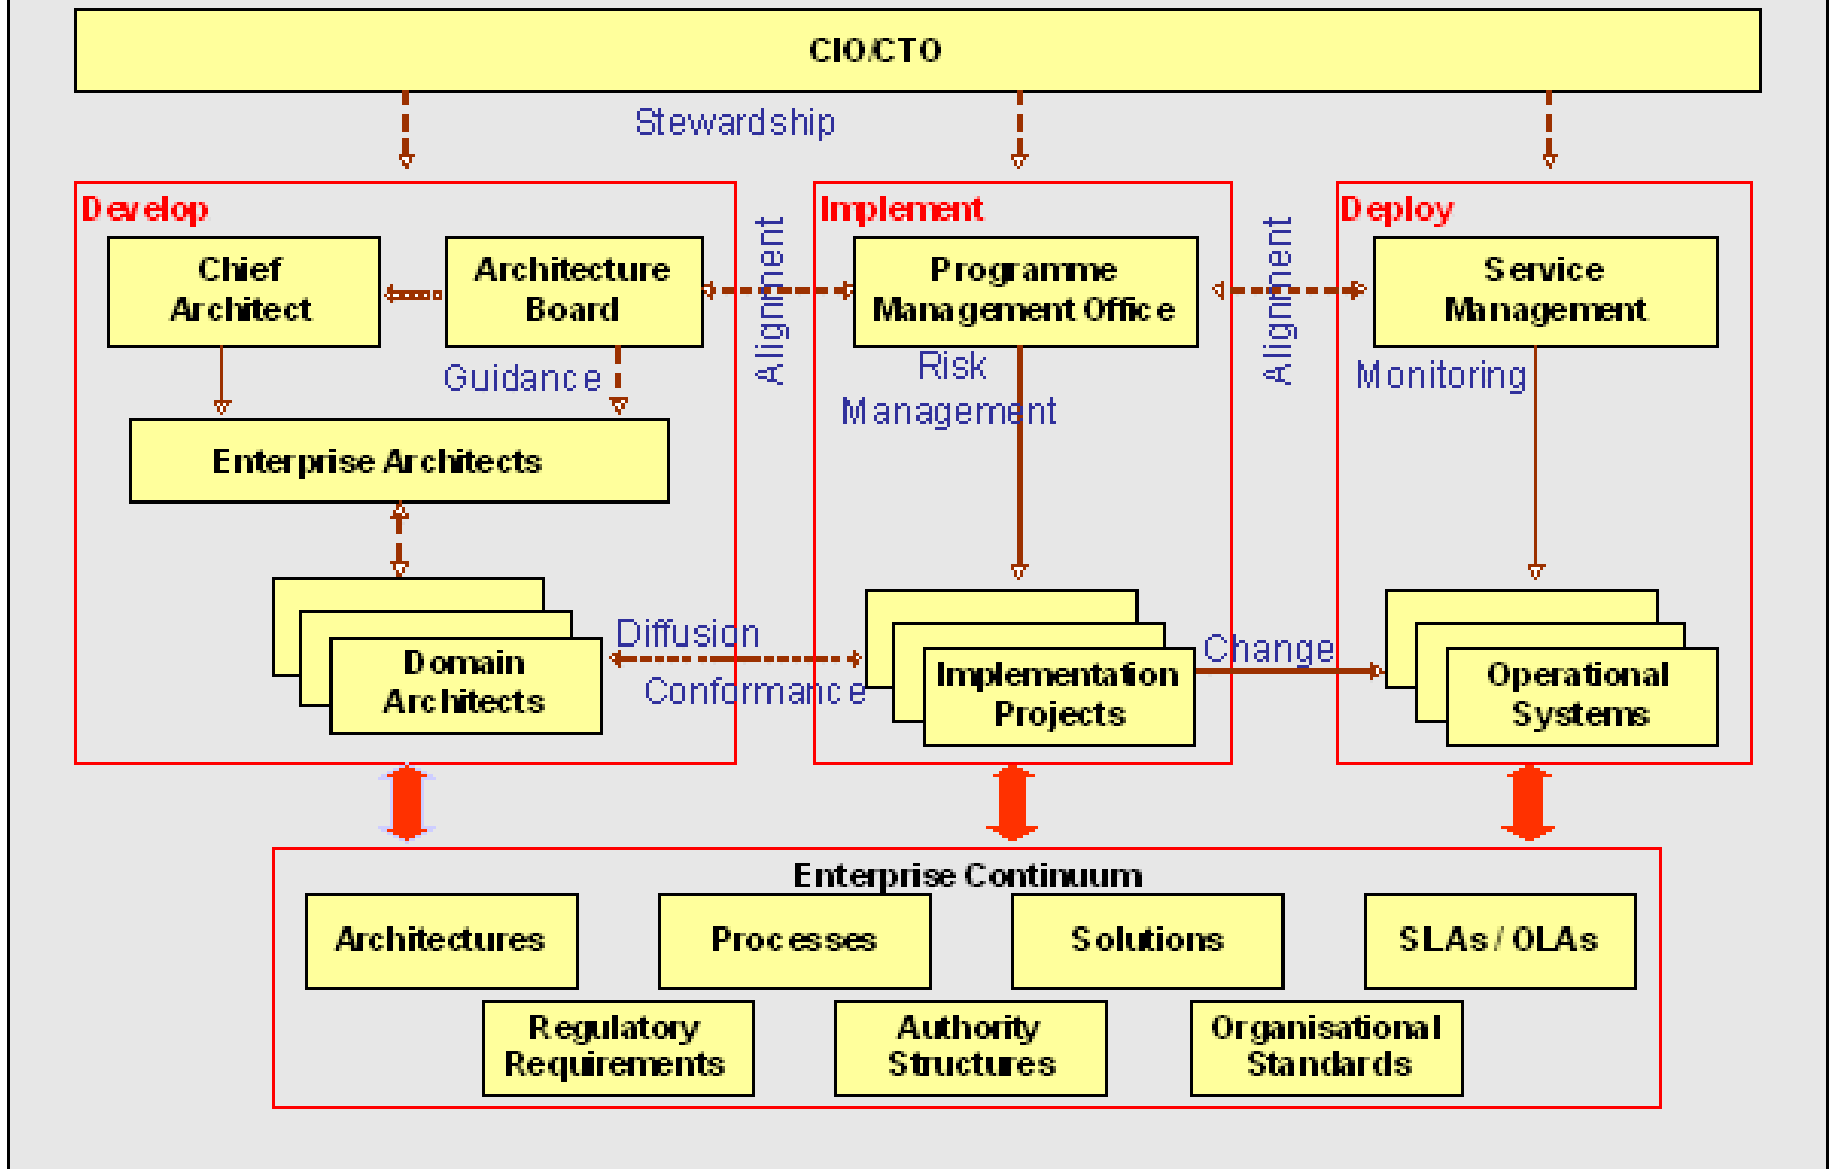 CIO/CTO
Stewardship
Develop
Implement
Deploy
Chief
Architect
Architecture
Board
Alignment
Programme
Management Office
Alignment
Service
Management
Guidance
Risk
Management
Monitoring
Enterprise Architects
Domain
Architects
Diffusion
Conformance
Implementation
Projects
Change
Operational
Systems
Enterprise Continuum
Architectures
Processes
Solutions
SLAs / OLAs
Regulatory
Requirements
Authority
Structures
Organisational
Standards